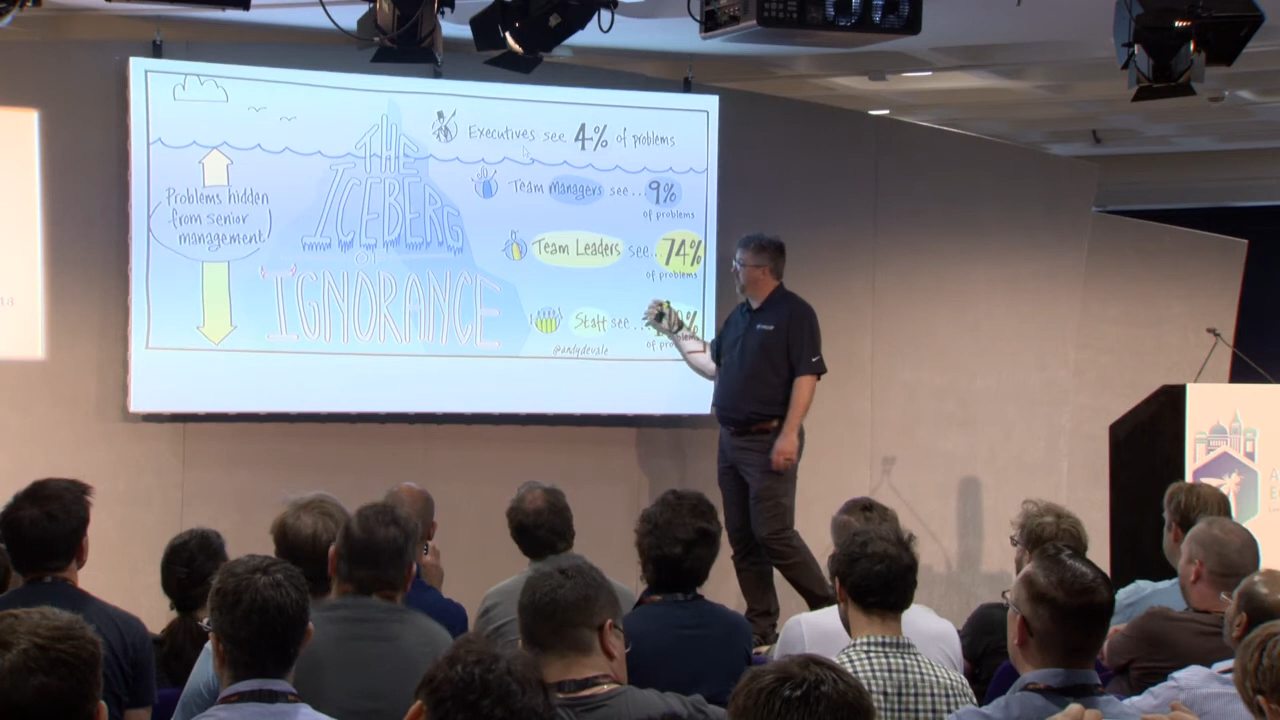 THE
ICEBERG
OF
IGNORANCE
Executives see 4% of problems
Problems hidden
from senior
management
Team Managers see... 9%
of problems
Team Leaders see... 74%
of problems
Staff see...
@andydevale
18